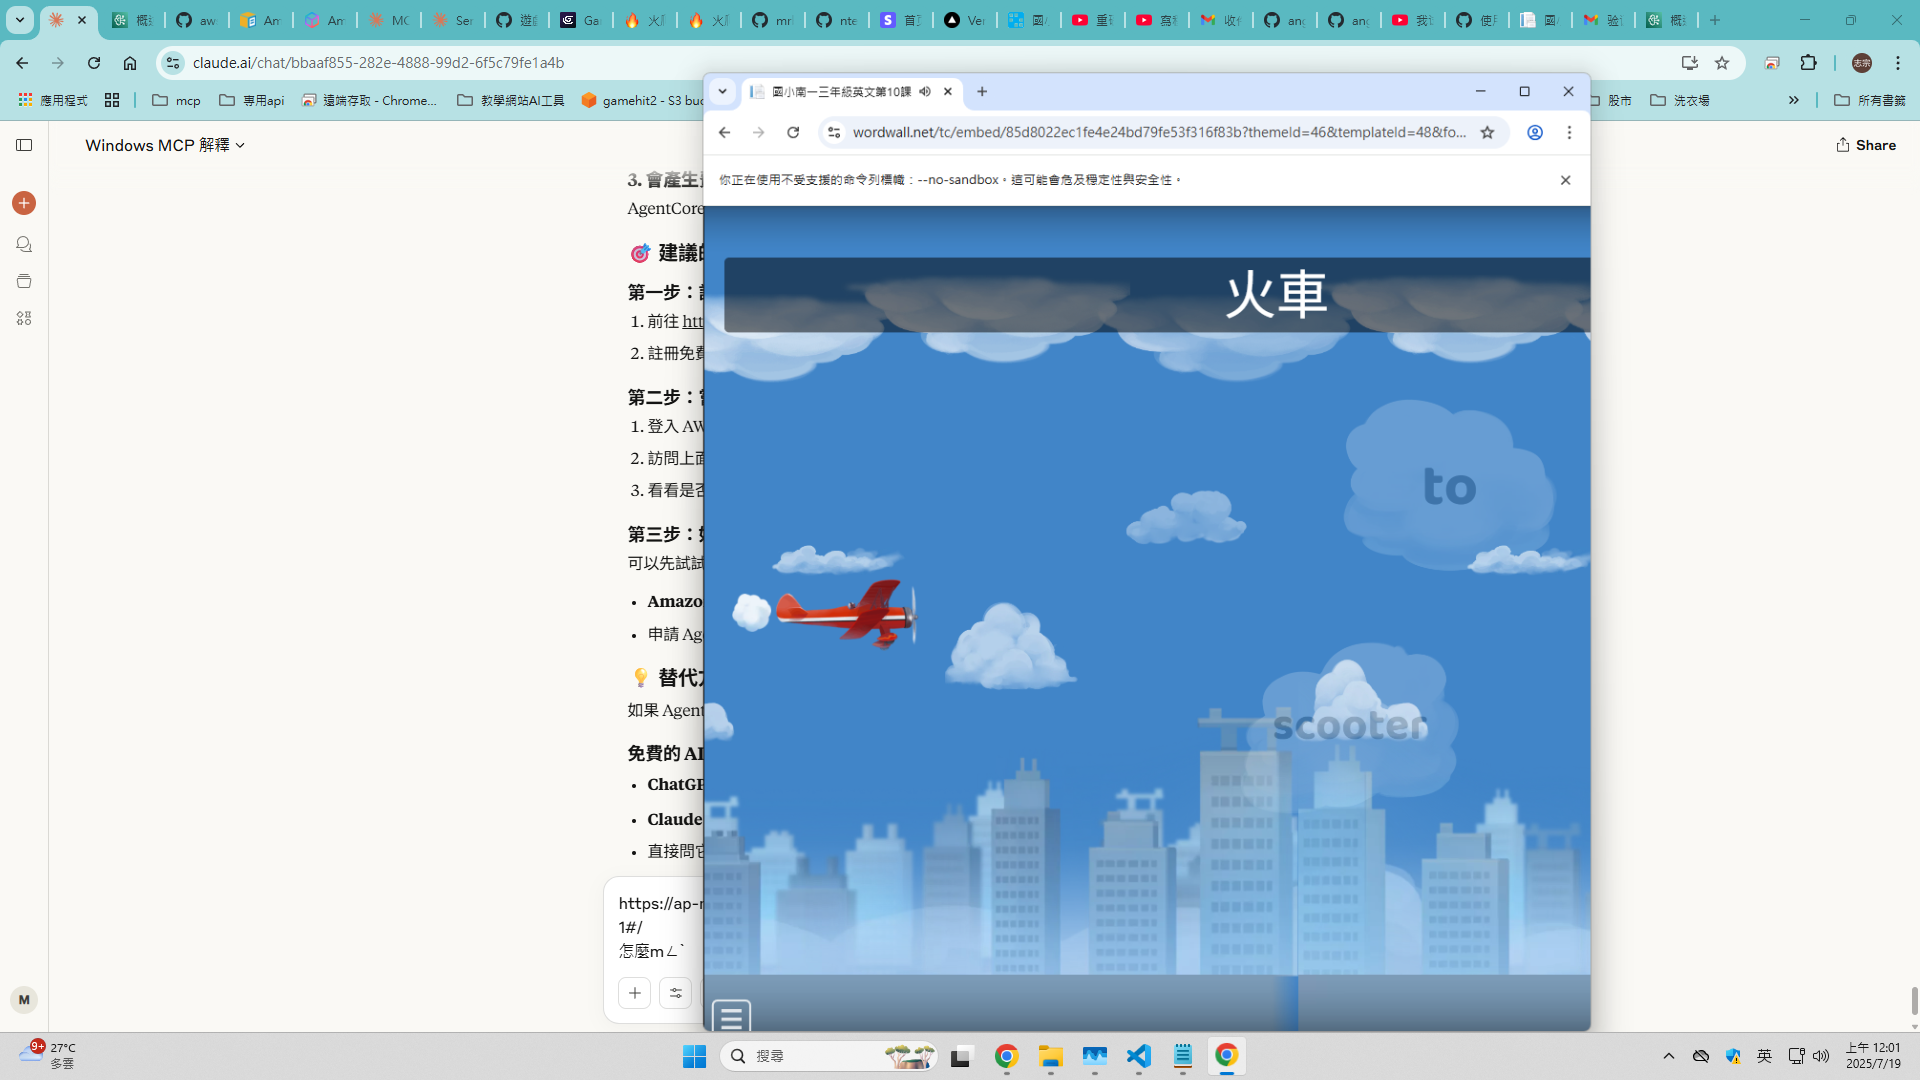 claude.ai/chat/bbaaf855-282e-4888-99d2-6f5c79fe1a4b
應用程式
mcp
專用api
遠端存取 - Chrome...
教學網站AI工具
gamehit2 - S3 buc
股市
洗衣場
所有書籤
Windows MCP 解釋
Share
3. 會產生
AgentCore
🎯 建議
第一步：
1. 前往 htt
2. 註冊免費
第二步：
1. 登入 AW
2. 訪問上面
3. 看看是否
第三步：如
可以先試試
• Amazo
• 申請 Age
💡 替代方
如果 Agent
免費的 AI
• ChatGP
• Claude
• 直接問它
https://ap-n
1#/
怎麼mㄥˋ
M
國小南一三年級英文第10課
wordwall.net/tc/embed/85d8022ec1fe4e24bd79fe53f316f83b?themeId=46&templateId=48&fo...
你正在使用不受支援的命令列標幟：--no-sandbox。這可能會危及穩定性與安全性。
火車
to
scooter
9+
27°C
多雲
搜尋
英
上午 12:01
2025/7/19